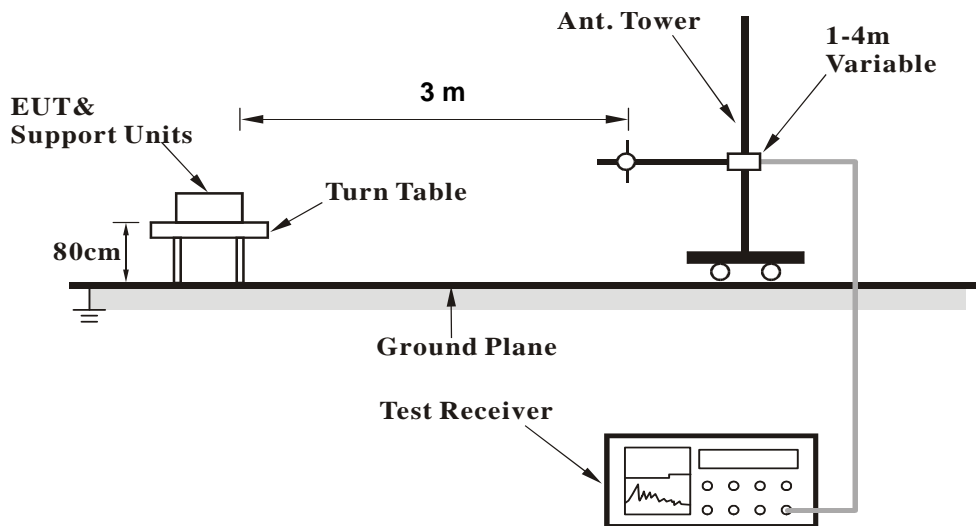 Ant. Tower
1-4m
Variable
3 m
EUT&
Support Units
Turn Table
80cm
Ground Plane
Test Receiver